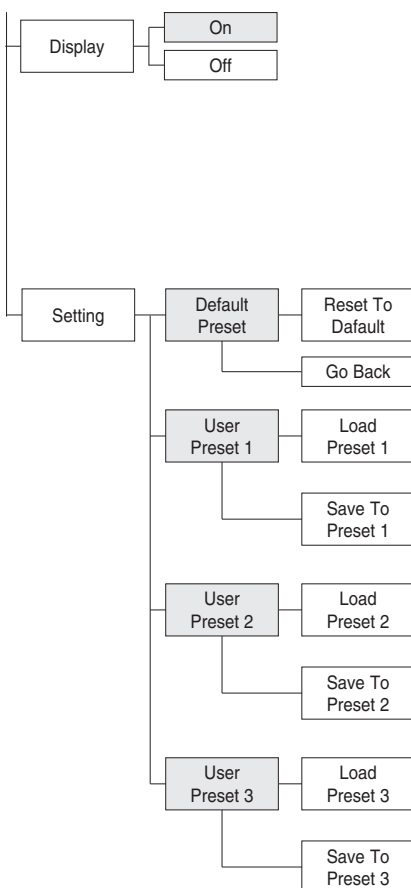 Display
On
Off
Setting
Default
Preset
Reset To
Dafault
Go Back
User
Preset 1
Load
Preset 1
Save To
Preset 1
User
Preset 2
Load
Preset 2
Save To
Preset 2
User
Preset 3
Load
Preset 3
Save To
Preset 3